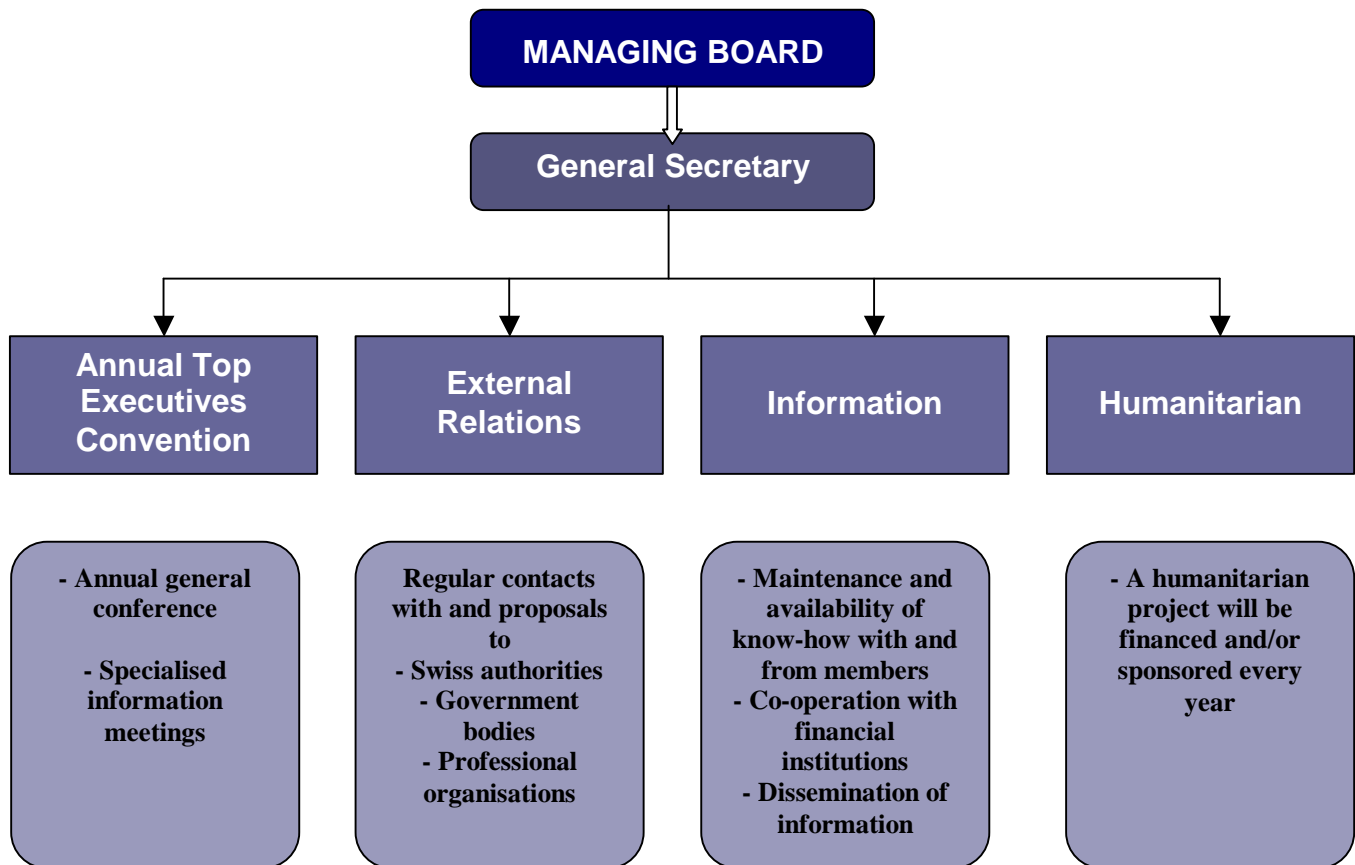 MANAGING BOARD
General Secretary
Annual Top
Executives
Convention
External
Relations
Information
Humanitarian
- Annual general
conference
- Specialised
information
meetings
Regular contacts
with and proposals
to
- Swiss authorities
- Government
bodies
- Professional
organisations
- Maintenance and
availability of
know-how with and
from members
- Co-operation with
financial
institutions
- Dissemination of
information
- A humanitarian
project will be
financed and/or
sponsored every
year